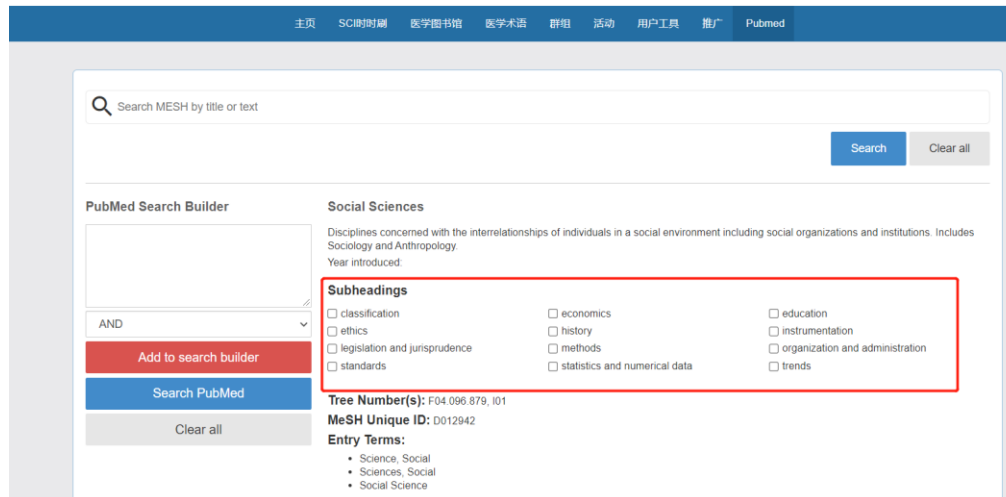 主页 SCI时时刷 医学图书馆 医学术语 群组 活动 用户工具 推广 Pubmed
Search MESH by title or text
Search Clear all
PubMed Search Builder
AND
Add to search builder
Search PubMed
Clear all
Social Sciences
Disciplines concerned with the interrelationships of individuals in a social environment including social organizations and institutions. Includes
Sociology and Anthropology.
Year introduced:
Subheadings
classification economics education
ethics history instrumentation
legislation and jurisprudence methods organization and administration
standards statistics and numerical data trends
Tree Number(s): F04.096.879, I01
MeSH Unique ID: D012942
Entry Terms:
• Science, Social
• Sciences, Social
• Social Science